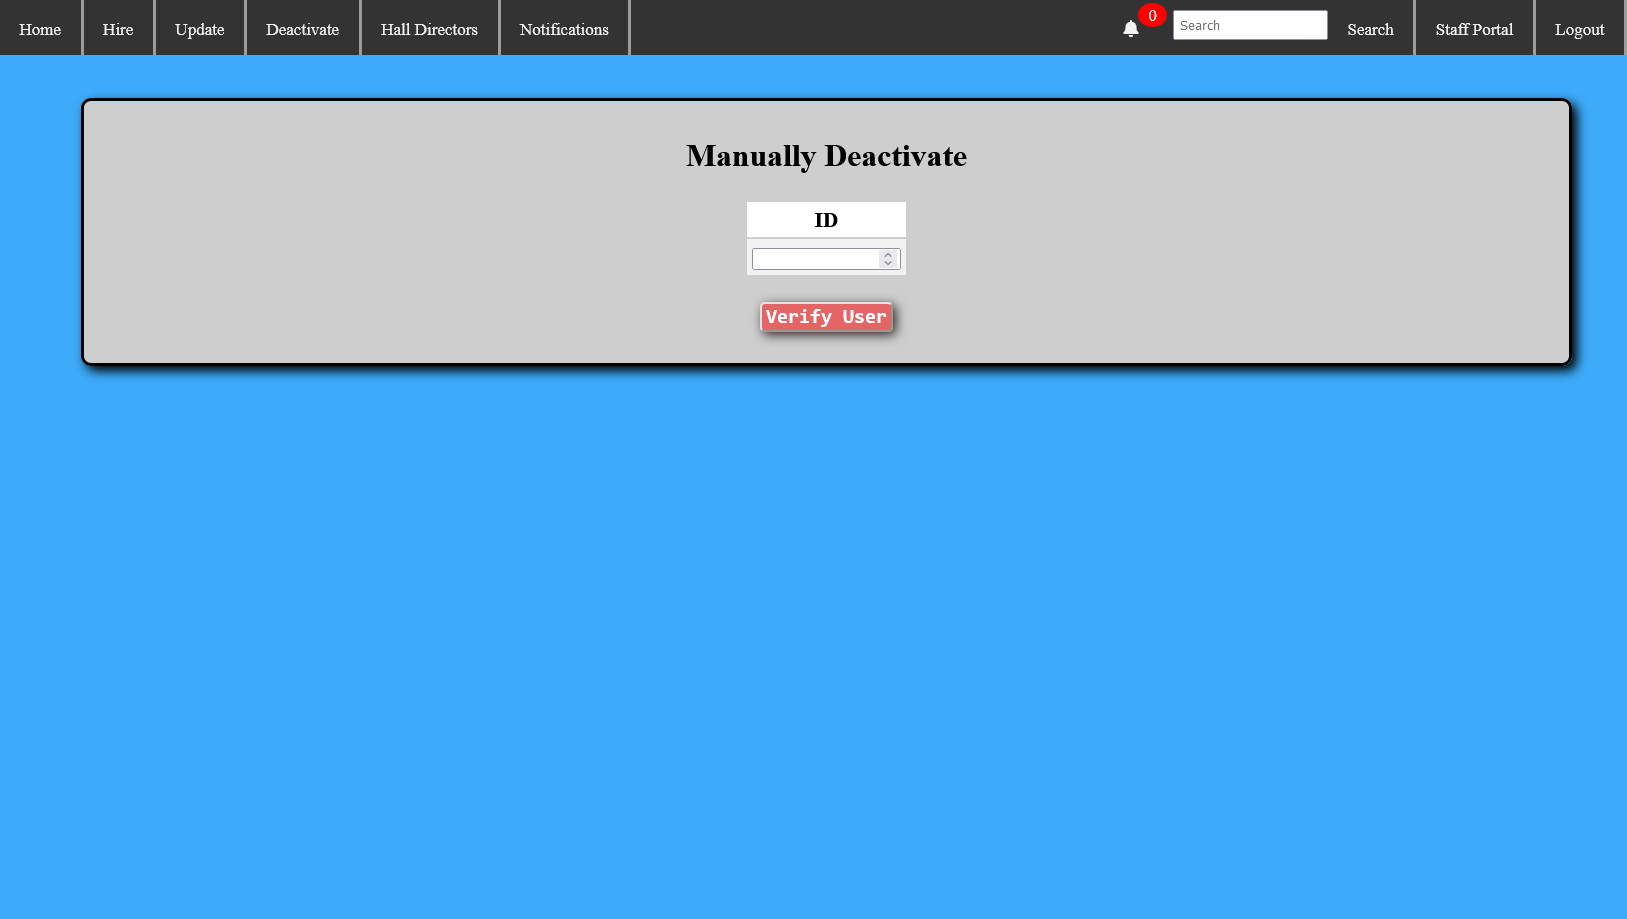 Home Hire Update Deactivate Hall Directors Notifications 0 Search Search Staff Portal Logout
Manually Deactivate
ID
Verify User